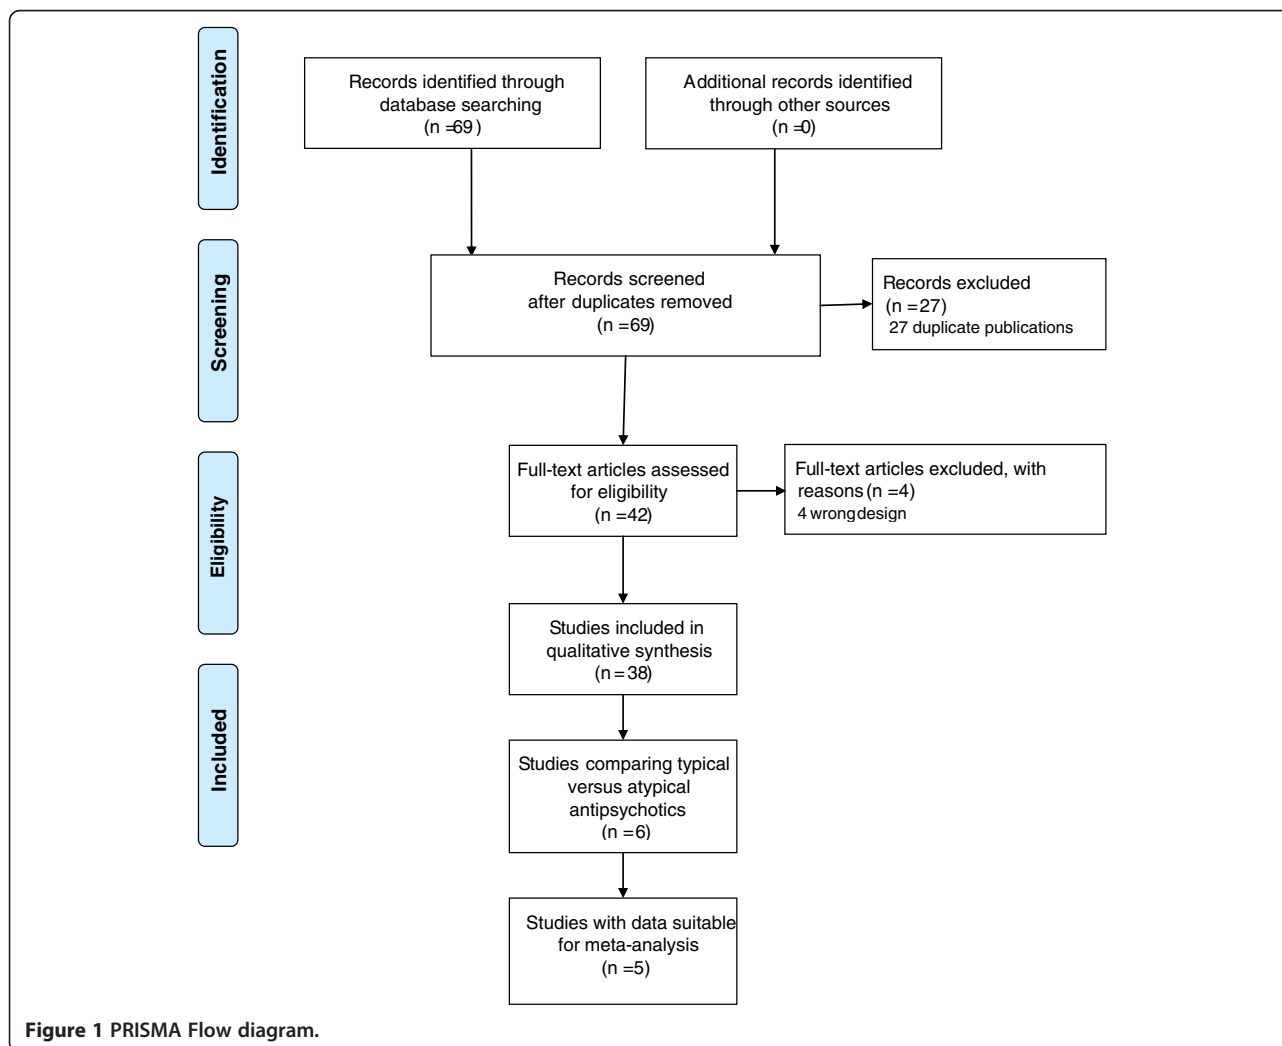 Identification
Records identified through
database searching
(n =69 )
Additional records identified
through other sources
(n =0)
Screening
Records screened
after duplicates removed
(n =69)
Records excluded
(n =27)
27 duplicate publications
Eligibility
Full-text articles assessed
for eligibility
(n =42)
Full-text articles excluded, with
reasons (n =4)
4 wrong design
Studies included in
qualitative synthesis
(n = 38)
Included
Studies comparing typical
versus atypical
antipsychotics
(n =6)
Studies with data suitable
for meta-analysis
(n =5)
Figure 1 PRISMA Flow diagram.